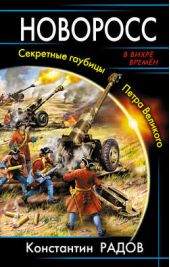 НОВОРОСС
Секретные гаубицы
В ВИХРЕ
ВРЕМЁН
Петра Великого
Константин РАДОВ